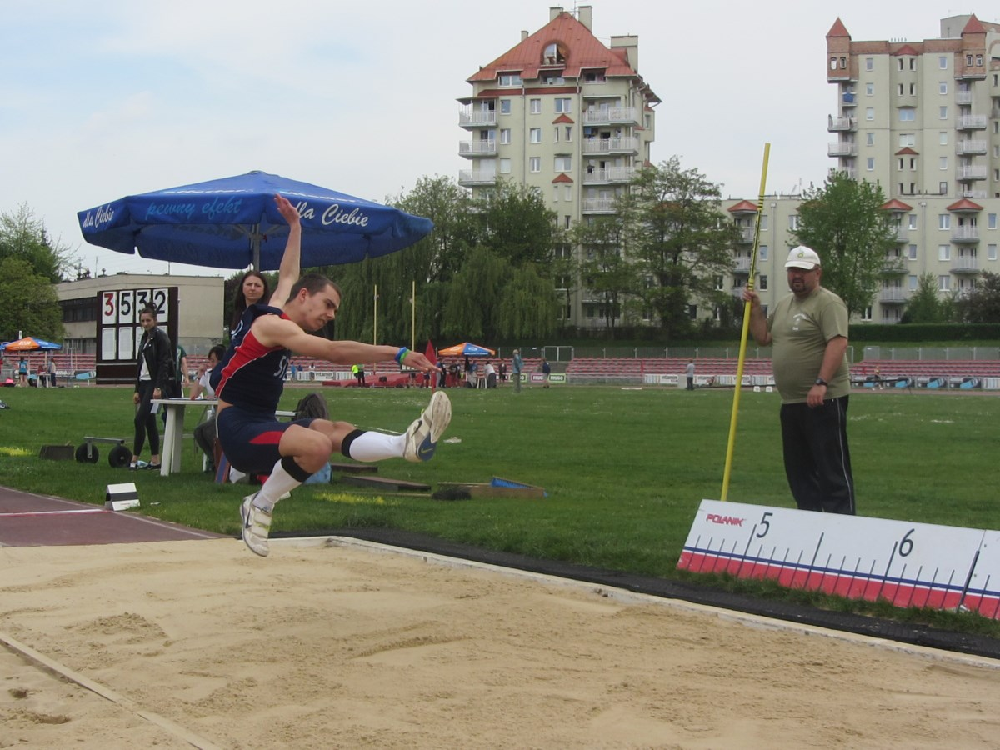 dla Ciebie
pewny efekt
dla Ciebie
3532
POLANIK
5
6